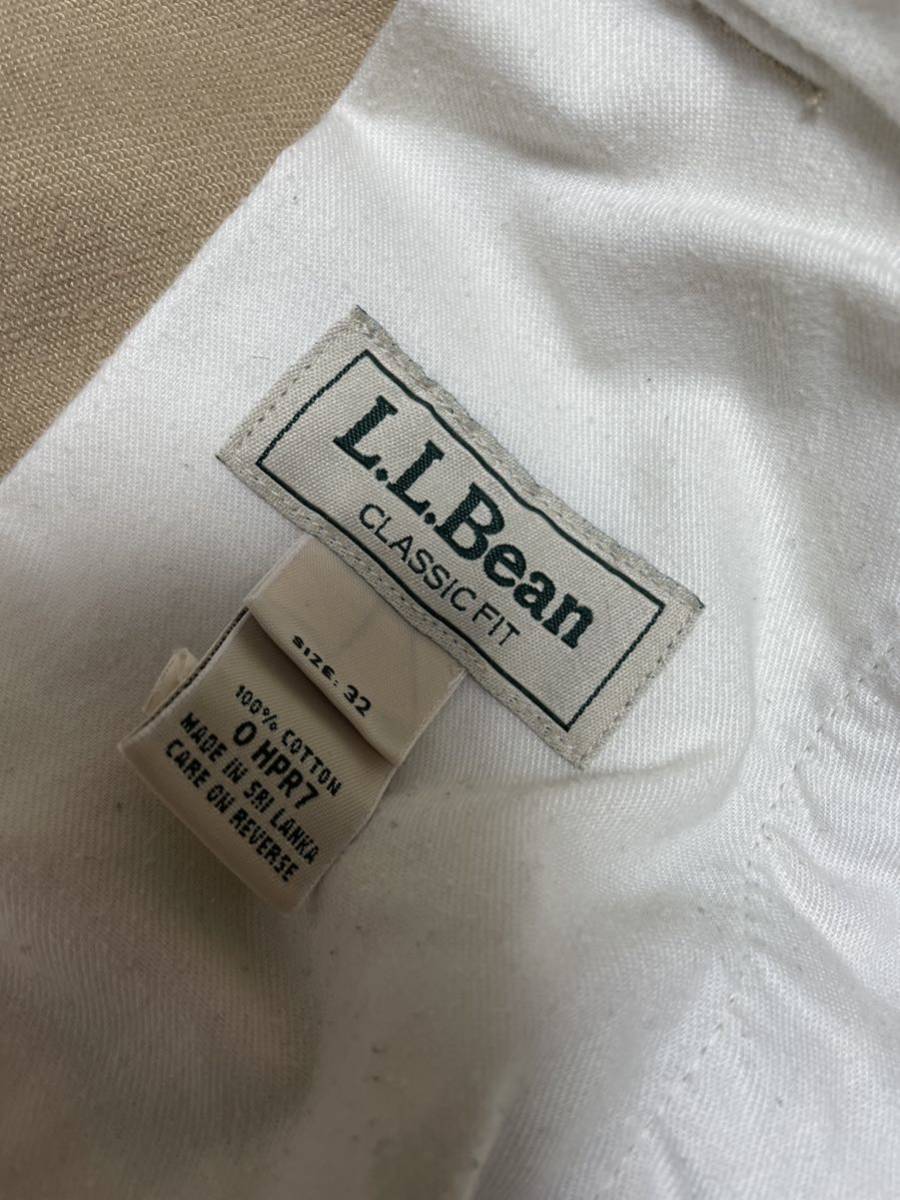 L.L.Bean
CLASSIC FIT
SIZE: 32
100% COTTON
0 HPR7
MADE IN SRI LANKA
CARE ON REVERSE